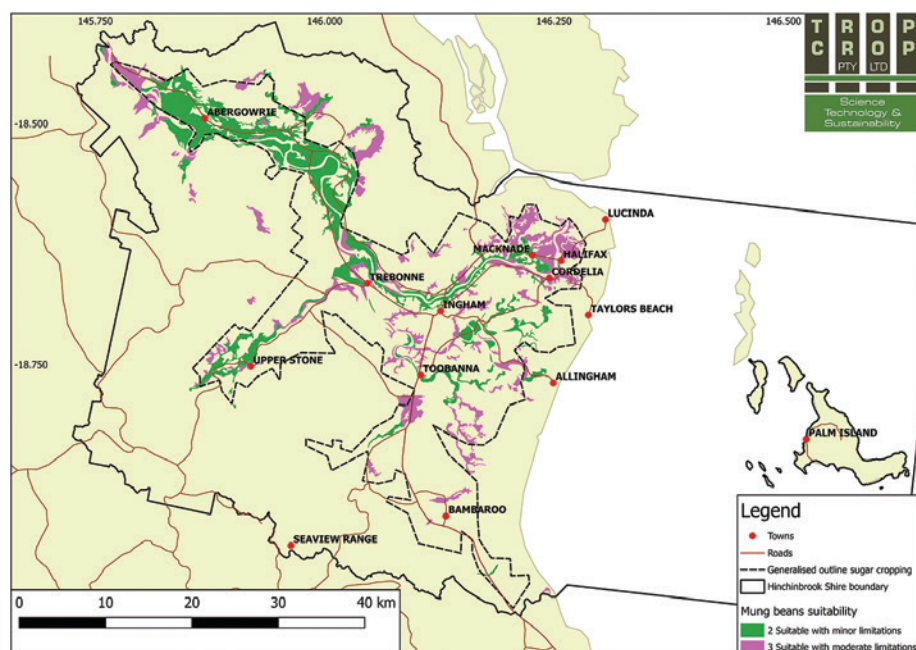 145.750 146.000 146.250 146.500
T R O P
C R O P
PTY LTD
Science
Technology &
Sustainability
-18.500
-18.750
ABERGOWRIE
LUCINDA
MACKNADE
HALIFAX
CORDELIA
TREBONNE
INGHAM
TAYLORS BEACH
UPPER STONE
TOOBANNA
ALLINGHAM
PALM ISLAND
BAMBAROO
SEAVIEW RANGE
0 10 20 30 40 km
Legend
Towns
Roads
Generalised outline sugar cropping
Hinchinbrook Shire boundary
Mung beans suitability
2 Suitable with minor limitations
3 Suitable with moderate limitations